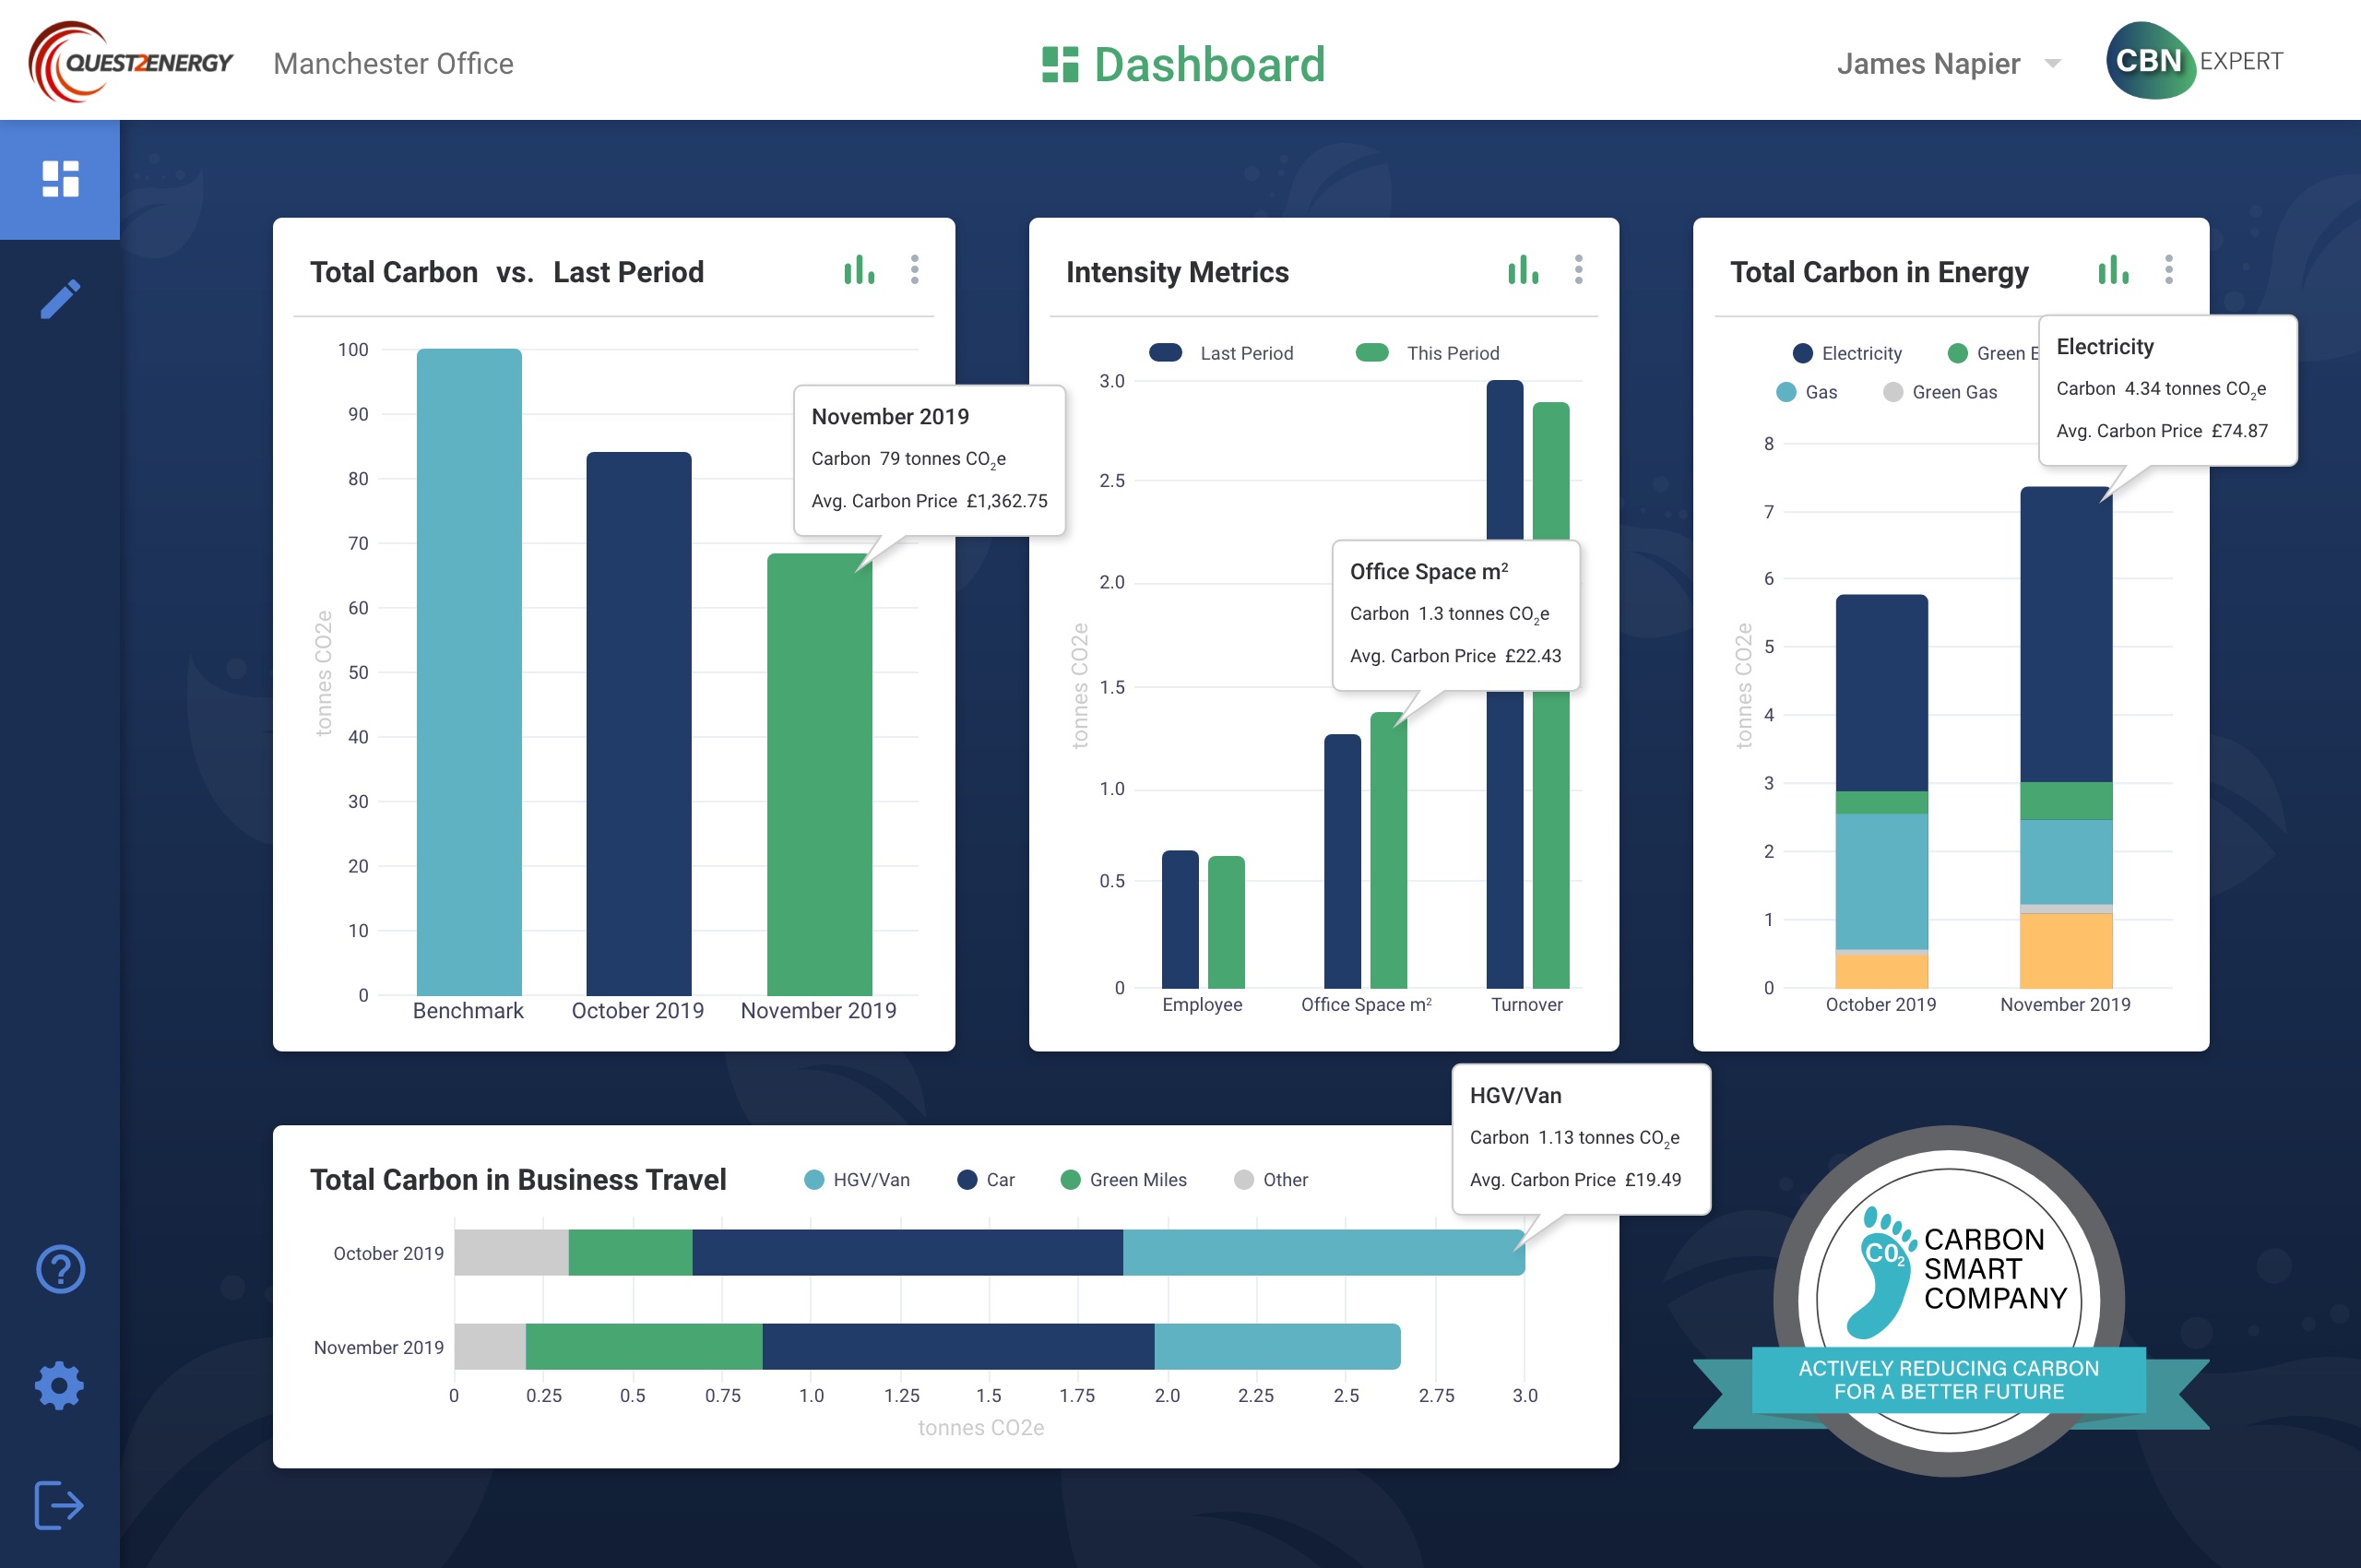 QUEST2ENERGY
Manchester Office
Dashboard
James Napier
CBN EXPERT
Total Carbon vs. Last Period
100
90
80
70
60
50
40
30
20
10
0
tonnes CO2e
Benchmark
October 2019
November 2019
November 2019
Carbon 79 tonnes CO₂e
Avg. Carbon Price £1,362.75
Intensity Metrics
Last Period
This Period
3.0
2.5
2.0
1.5
1.0
0.5
0
tonnes CO2e
Employee
Office Space m²
Turnover
Office Space m²
Carbon 1.3 tonnes CO₂e
Avg. Carbon Price £22.43
Total Carbon in Energy
Electricity
Green E
Gas
Green Gas
8
7
6
5
4
3
2
1
0
tonnes CO2e
October 2019
November 2019
Electricity
Carbon 4.34 tonnes CO₂e
Avg. Carbon Price £74.87
Total Carbon in Business Travel
HGV/Van
Car
Green Miles
Other
HGV/Van
Carbon 1.13 tonnes CO₂e
Avg. Carbon Price £19.49
October 2019
November 2019
0
0.25
0.5
0.75
1.0
1.25
1.5
1.75
2.0
2.25
2.5
2.75
3.0
tonnes CO2e
CO₂
CARBON
SMART
COMPANY
ACTIVELY REDUCING CARBON
FOR A BETTER FUTURE